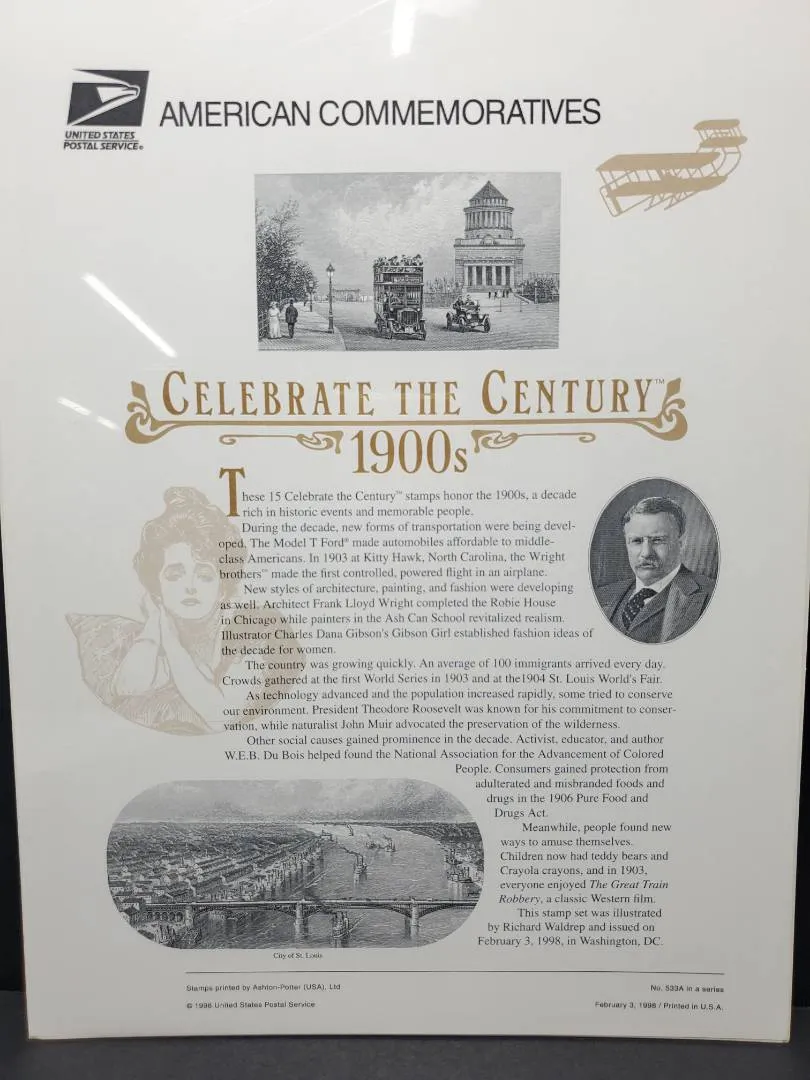 UNITED STATES
POSTAL SERVICE®
AMERICAN COMMEMORATIVES
CELEBRATE THE CENTURY™
1900s
These 15 Celebrate the Century™ stamps honor the 1900s, a decade
rich in historic events and memorable people.
During the decade, new forms of transportation were being devel-
oped. The Model T Ford® made automobiles affordable to middle-
class Americans. In 1903 at Kitty Hawk, North Carolina, the Wright
brothers™ made the first controlled, powered flight in an airplane.
New styles of architecture, painting, and fashion were developing
as well. Architect Frank Lloyd Wright completed the Robie House
in Chicago while painters in the Ash Can School revitalized realism.
Illustrator Charles Dana Gibson's Gibson Girl established fashion ideas of
the decade for women.
The country was growing quickly. An average of 100 immigrants arrived every day.
Crowds gathered at the first World Series in 1903 and at the1904 St. Louis World's Fair.
As technology advanced and the population increased rapidly, some tried to conserve
our environment. President Theodore Roosevelt was known for his commitment to conser-
vation, while naturalist John Muir advocated the preservation of the wilderness.
Other social causes gained prominence in the decade. Activist, educator, and author
W.E.B. Du Bois helped found the National Association for the Advancement of Colored
People. Consumers gained protection from
adulterated and misbranded foods and
drugs in the 1906 Pure Food and
Drugs Act.
Meanwhile, people found new
ways to amuse themselves.
Children now had teddy bears and
Crayola crayons, and in 1903,
everyone enjoyed The Great Train
Robbery, a classic Western film.
This stamp set was illustrated
by Richard Waldrep and issued on
February 3, 1998, in Washington, DC.
City of St. Louis
Stamps printed by Ashton-Potter (USA), Ltd
© 1998 United States Postal Service
No. 533A in a series
February 3, 1998 / Printed in U.S.A.